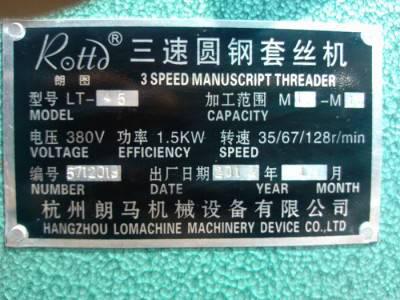 Rottd®
朗图
三速圆钢套丝机
3 SPEED MANUSCRIPT THREADER
型号 LT- 加工范围 M -M
MODEL CAPACITY
电压 380V 功率 1.5KW 转速 35/67/128r/min
VOLTAGE EFFICIENCY SPEED
编号 5712019 出厂日期 年 月
NUMBER DATE YEAR MONTH
杭州朗马机械设备有限公司
HANGZHOU LOMACHINE MACHINERY DEVICE CO.,LTD